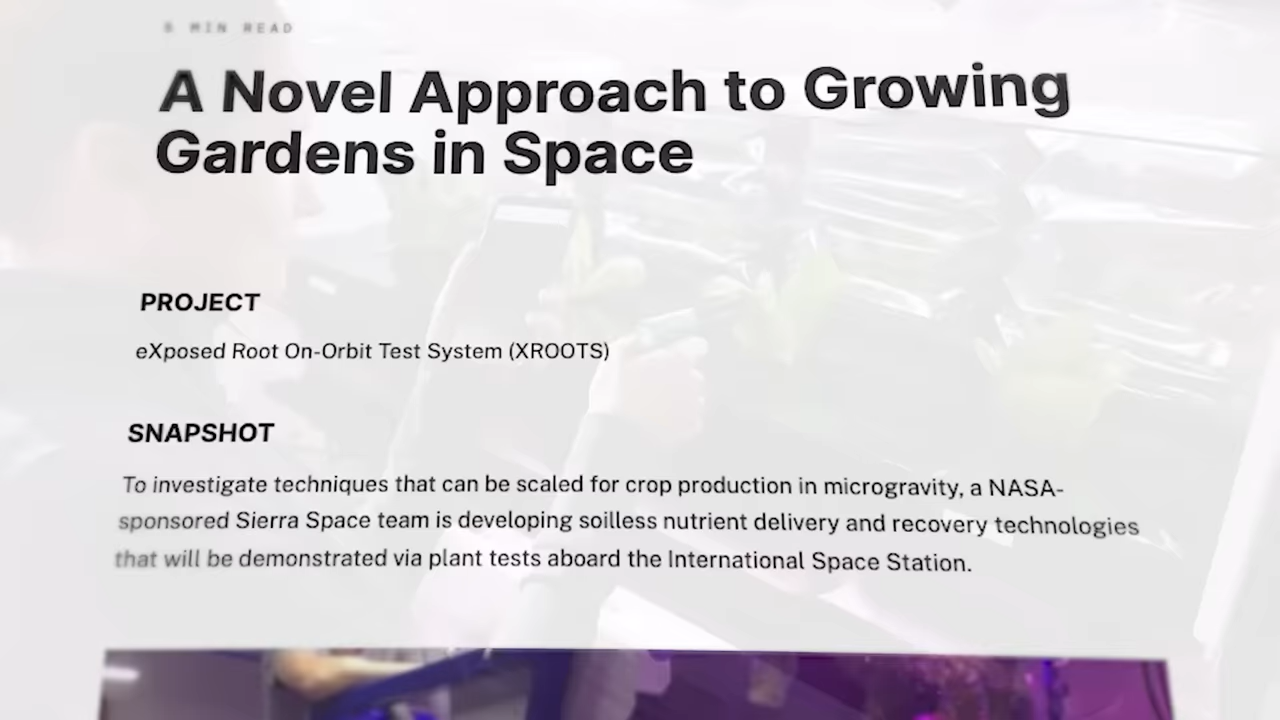 MIN READ
A Novel Approach to Growing
Gardens in Space
PROJECT
eXposed Root On-Orbit Test System (XROOTS)
SNAPSHOT
To investigate techniques that can be scaled for crop production in microgravity, a NASA-
sponsored Sierra Space team is developing soilless nutrient delivery and recovery technologies
that will be demonstrated via plant tests aboard the International Space Station.